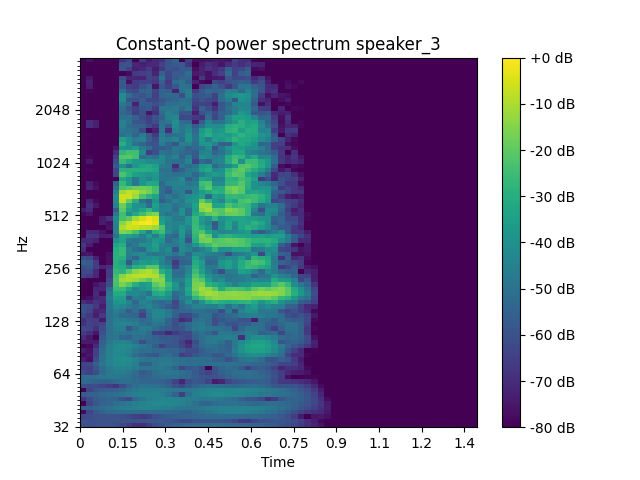 Constant-Q power spectrum speaker_3
+0 dB
-10 dB
-20 dB
-30 dB
-40 dB
-50 dB
-60 dB
-70 dB
-80 dB
2048
1024
512
256
128
64
32
Hz
0 0.15 0.3 0.45 0.6 0.75 0.9 1.1 1.2 1.4
Time